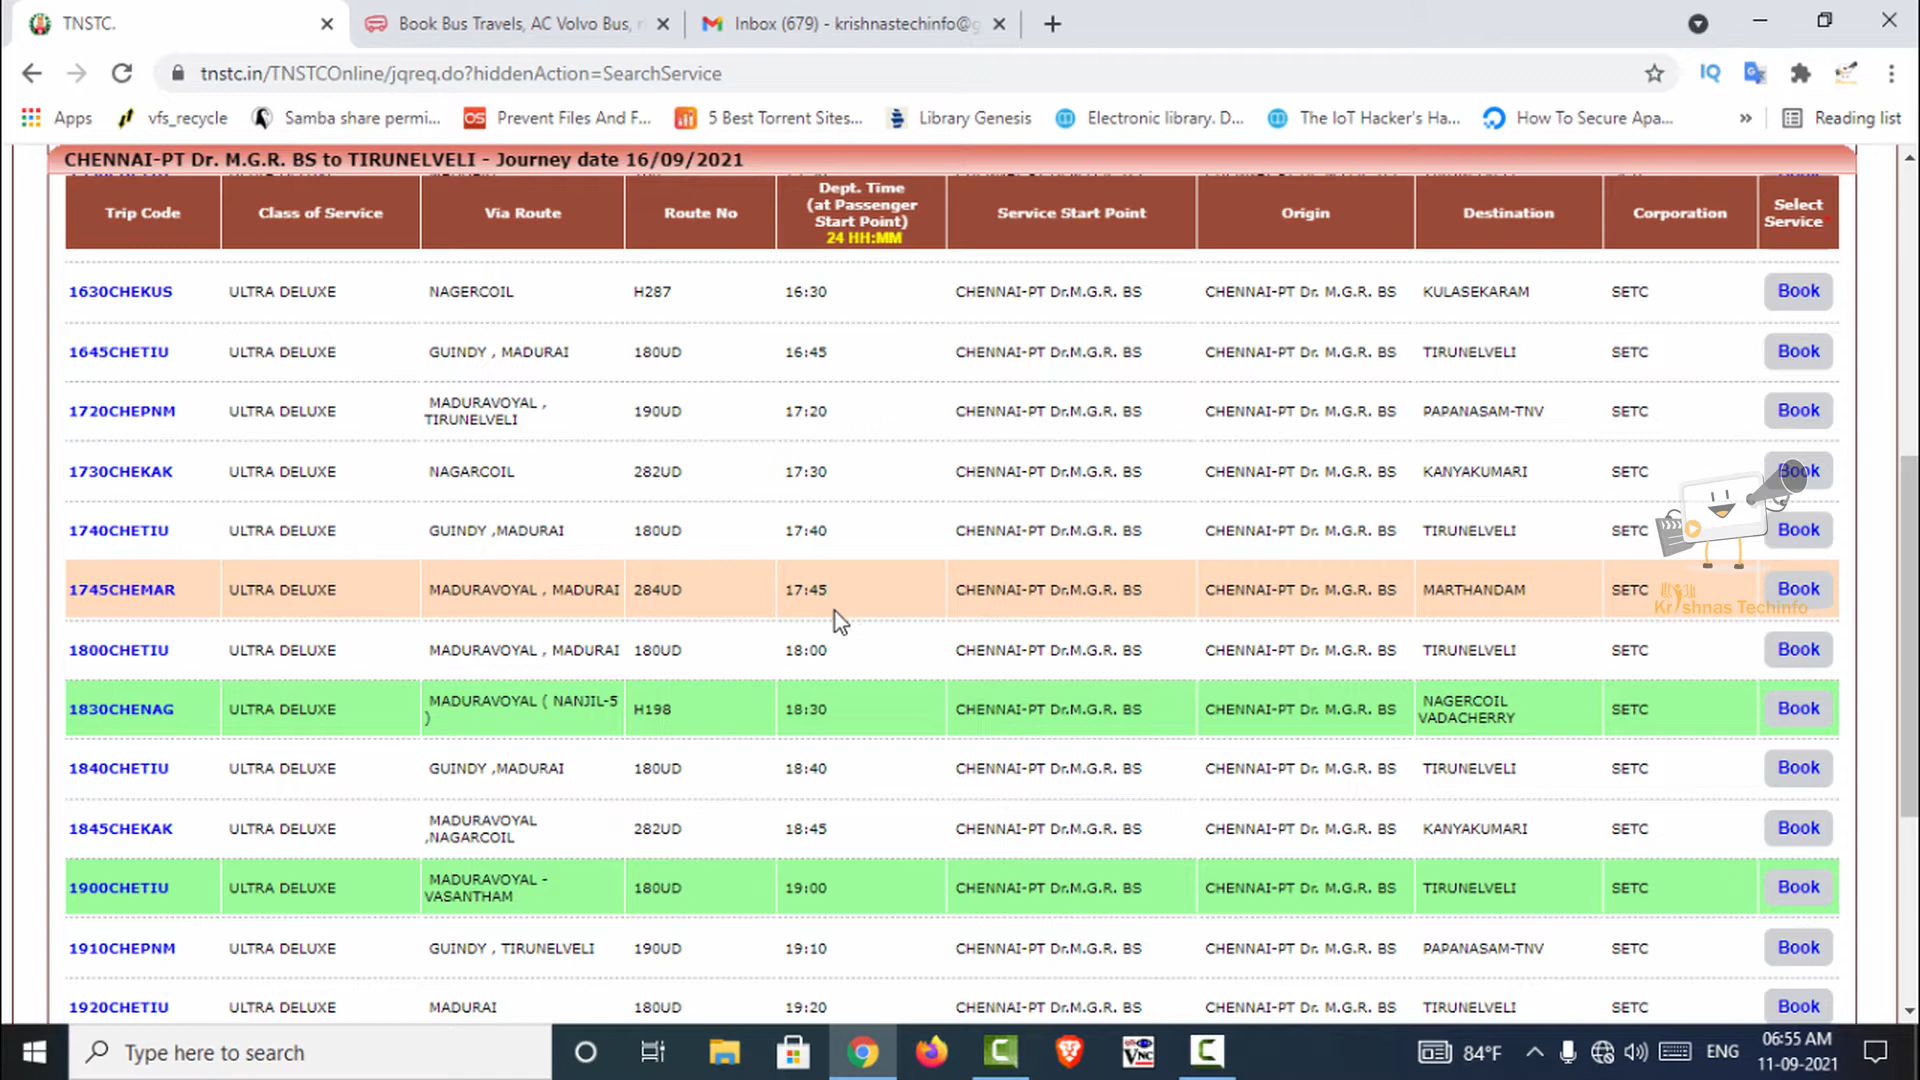 TNSTC.
Book Bus Travels, AC Volvo Bus, r
Inbox (679) - krishnastechinfo@g
tnstc.in/TNSTCOnline/jqreq.do?hiddenAction=SearchService
Apps
vfs_recycle
Samba share permi...
Prevent Files And F...
5 Best Torrent Sites...
Library Genesis
Electronic library. D...
The IoT Hacker's Ha...
How To Secure Apa...
Reading list
CHENNAI-PT Dr. M.G.R. BS to TIRUNELVELI - Journey date 16/09/2021
Trip Code Class of Service Via Route Route No Dept. Time (at Passenger Start Point) 24 HH:MM Service Start Point Origin Destination Corporation Select Service*
1630CHEKUS ULTRA DELUXE NAGERCOIL H287 16:30 CHENNAI-PT Dr.M.G.R. BS CHENNAI-PT Dr. M.G.R. BS KULASEKARAM SETC Book
1645CHETIU ULTRA DELUXE GUINDY , MADURAI 180UD 16:45 CHENNAI-PT Dr.M.G.R. BS CHENNAI-PT Dr. M.G.R. BS TIRUNELVELI SETC Book
1720CHEPNM ULTRA DELUXE MADURAVOYAL , TIRUNELVELI 190UD 17:20 CHENNAI-PT Dr.M.G.R. BS CHENNAI-PT Dr. M.G.R. BS PAPANASAM-TNV SETC Book
1730CHEKAK ULTRA DELUXE NAGARCOIL 282UD 17:30 CHENNAI-PT Dr.M.G.R. BS CHENNAI-PT Dr. M.G.R. BS KANYAKUMARI SETC Book
1740CHETIU ULTRA DELUXE GUINDY ,MADURAI 180UD 17:40 CHENNAI-PT Dr.M.G.R. BS CHENNAI-PT Dr. M.G.R. BS TIRUNELVELI SETC Book
1745CHEMAR ULTRA DELUXE MADURAVOYAL , MADURAI 284UD 17:45 CHENNAI-PT Dr.M.G.R. BS CHENNAI-PT Dr. M.G.R. BS MARTHANDAM SETC Book
Krishnas Techinfo
1800CHETIU ULTRA DELUXE MADURAVOYAL , MADURAI 180UD 18:00 CHENNAI-PT Dr.M.G.R. BS CHENNAI-PT Dr. M.G.R. BS TIRUNELVELI SETC Book
1830CHENAG ULTRA DELUXE MADURAVOYAL ( NANJIL-5 ) H198 18:30 CHENNAI-PT Dr.M.G.R. BS CHENNAI-PT Dr. M.G.R. BS NAGERCOIL VADACHERRY SETC Book
1840CHETIU ULTRA DELUXE GUINDY ,MADURAI 180UD 18:40 CHENNAI-PT Dr.M.G.R. BS CHENNAI-PT Dr. M.G.R. BS TIRUNELVELI SETC Book
1845CHEKAK ULTRA DELUXE MADURAVOYAL ,NAGARCOIL 282UD 18:45 CHENNAI-PT Dr.M.G.R. BS CHENNAI-PT Dr. M.G.R. BS KANYAKUMARI SETC Book
1900CHETIU ULTRA DELUXE MADURAVOYAL - VASANTHAM 180UD 19:00 CHENNAI-PT Dr.M.G.R. BS CHENNAI-PT Dr. M.G.R. BS TIRUNELVELI SETC Book
1910CHEPNM ULTRA DELUXE GUINDY , TIRUNELVELI 190UD 19:10 CHENNAI-PT Dr.M.G.R. BS CHENNAI-PT Dr. M.G.R. BS PAPANASAM-TNV SETC Book
1920CHETIU ULTRA DELUXE MADURAI 180UD 19:20 CHENNAI-PT Dr.M.G.R. BS CHENNAI-PT Dr. M.G.R. BS TIRUNELVELI SETC Book
Type here to search
84°F
ENG
06:55 AM
11-09-2021